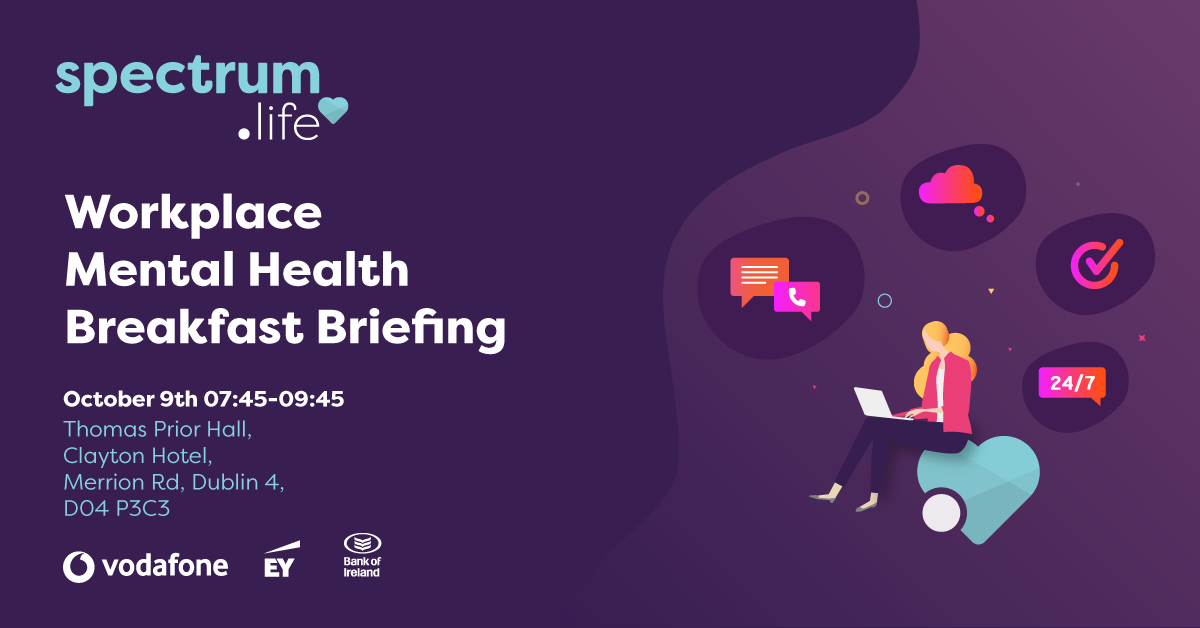 spectrum
.life
Workplace
Mental Health
Breakfast Briefing
October 9th 07:45-09:45
Thomas Prior Hall,
Clayton Hotel,
Merrion Rd, Dublin 4,
D04 P3C3
vodafone
EY
Bank of
Ireland
24/7